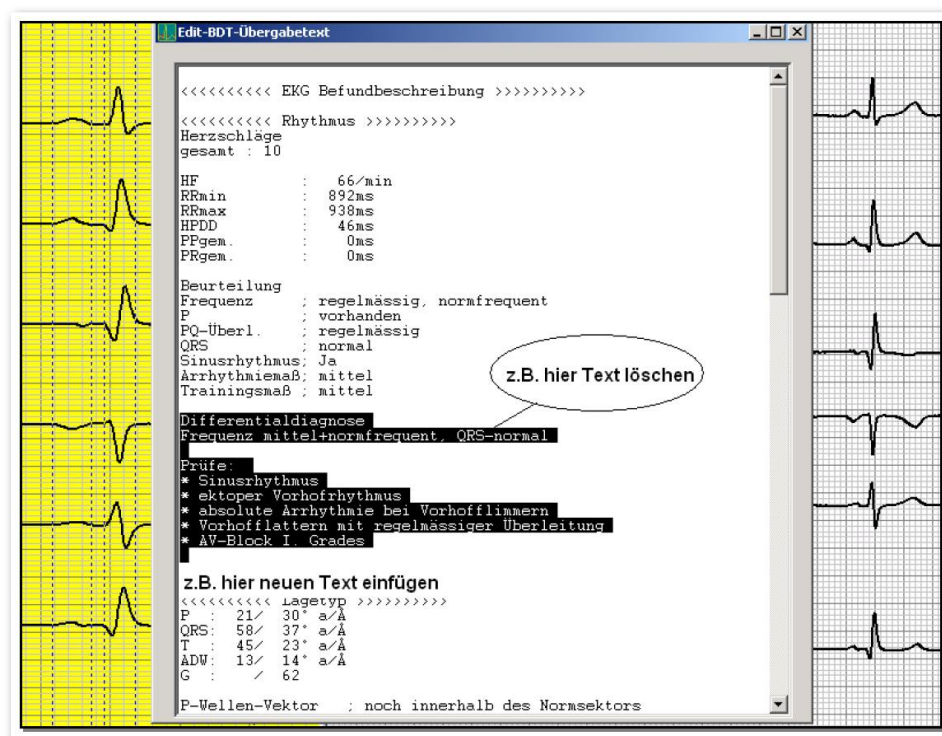 Edit-BDT-Übergabetext
<<<<<<<<<< EKG Befundbeschreibung >>>>>>>>>>
<<<<<<<<<< Rhythmus >>>>>>>>>>
Herzschläge
gesamt : 10
HF : 66/min
RRmin : 892ms
RRmax : 938ms
HPDD : 46ms
PPgem. : 0ms
PRgem. : 0ms
Beurteilung
Frequenz ; regelmässig, normfrequent
P ; vorhanden
PQ-Überl. ; regelmässig
QRS ; normal
Sinusrhythmus; Ja
Arrhythmiemaß; mittel
Trainingsmaß ; mittel
z.B. hier Text löschen
Differentialdiagnose
Frequenz mittel+normfrequent, QRS-normal
Prüfe:
* Sinusrhythmus
* ektoper Vorhofrhythmus
* absolute Arrhythmie bei Vorhofflimmern
* Vorhofflattern mit regelmässiger Überleitung
* AV-Block I. Grades
z.B. hier neuen Text einfügen
<<<<<<<<<< Lagetyp >>>>>>>>>>
P : 21/ 30° a/Å
QRS: 58/ 37° a/Å
T : 45/ 23° a/Å
ADW: 13/ 14° a/Å
G : / 62
P-Wellen-Vektor ; noch innerhalb des Normsektors